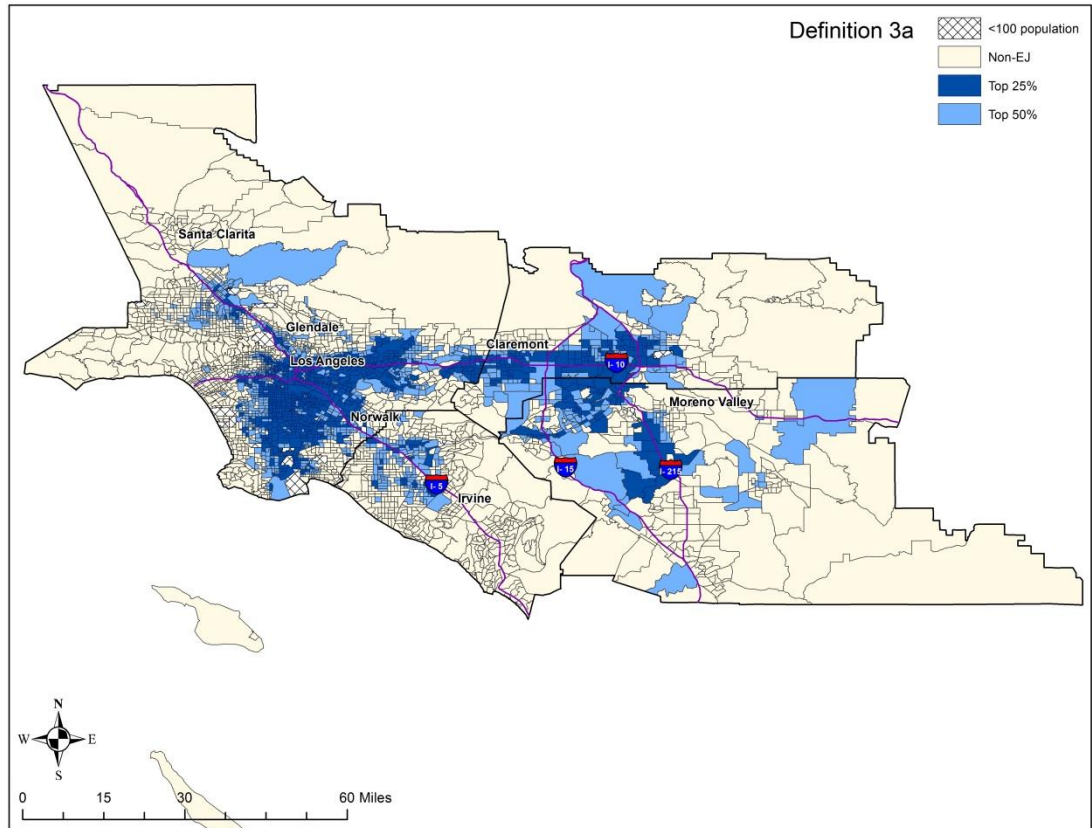 Definition 3a
<100 population
Non-EJ
Top 25%
Top 50%
Santa Clarita
Glendale
Los Angeles
Claremont
I- 10
Norwalk
Moreno Valley
I- 15
I- 215
I- 5
Irvine
N
W E
S
0 15 30 60 Miles